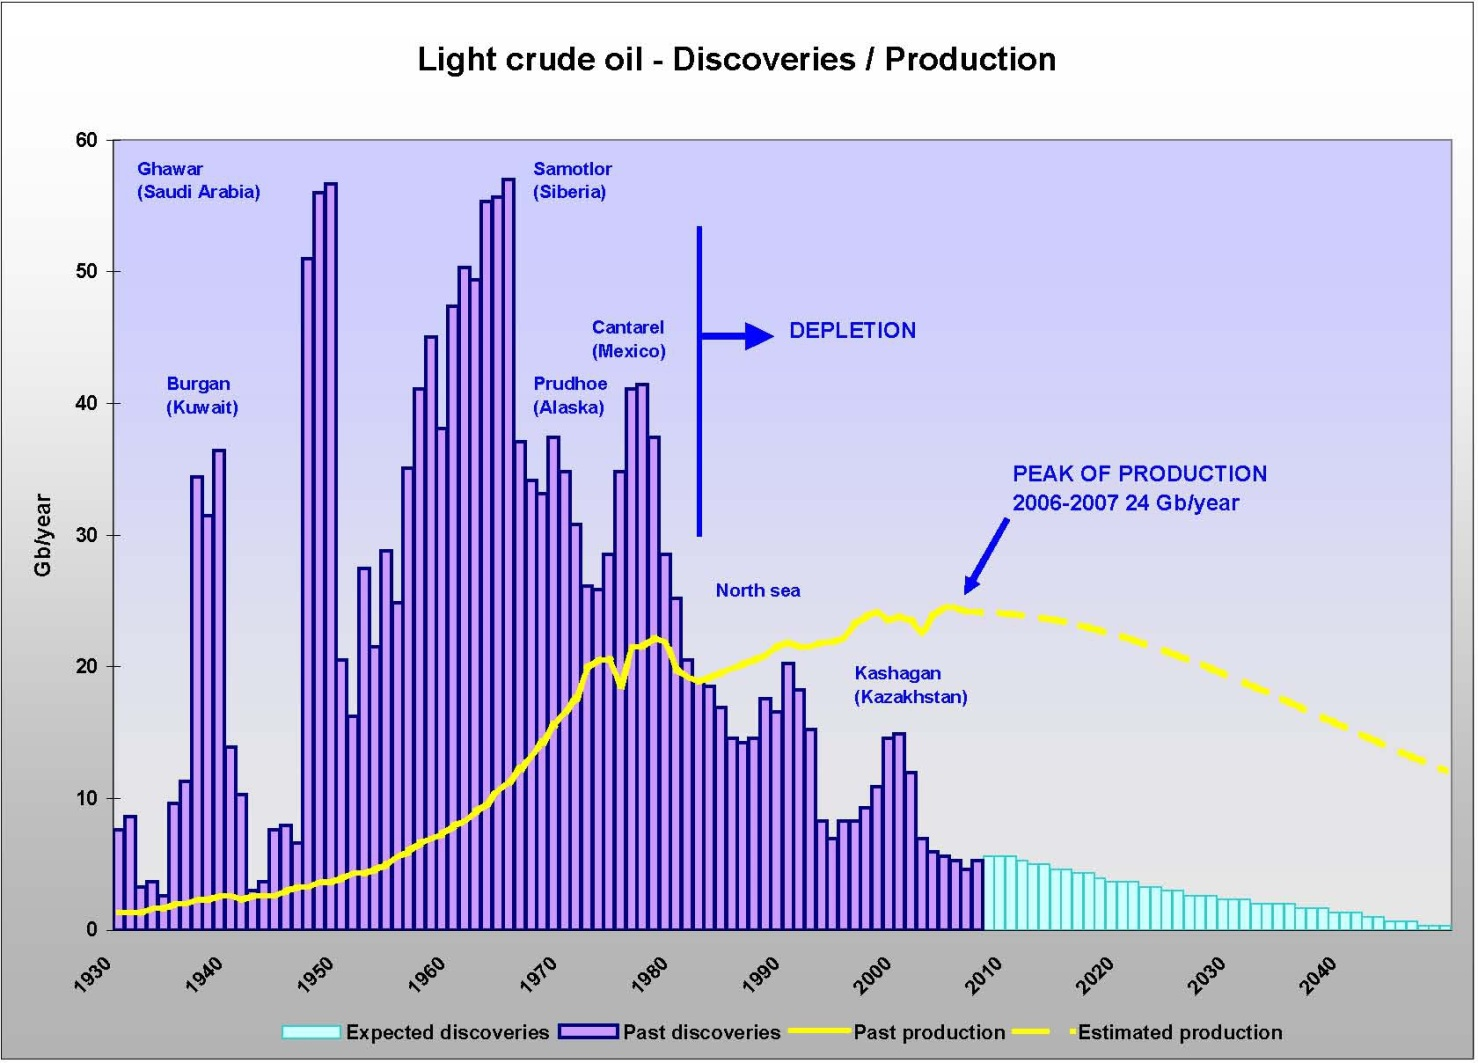 Light crude oil - Discoveries / Production
60
50
40
30
20
10
0
Gb/year
Ghawar
(Saudi Arabia)
Samotlor
(Siberia)
Cantarel
(Mexico)
DEPLETION
Burgan
(Kuwait)
Prudhoe
(Alaska)
PEAK OF PRODUCTION
2006-2007 24 Gb/year
North sea
Kashagan
(Kazakhstan)
1930
1940
1950
1960
1970
1980
1990
2000
2010
2020
2030
2040
Expected discoveries
Past discoveries
Past production
Estimated production